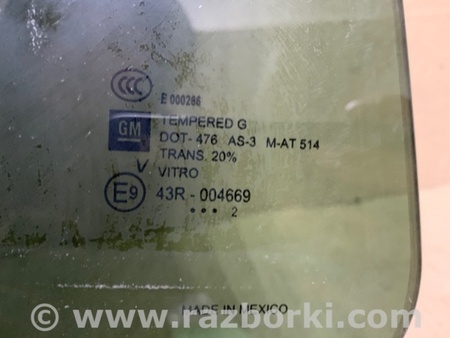 CCC
E 000266
GM
TEMPERED G
DOT- 476 AS-3 M-AT 514
TRANS. 20%
V
VITRO
E9
43R - 004669
••• 2
MADE IN MEXICO
www.razborki.com